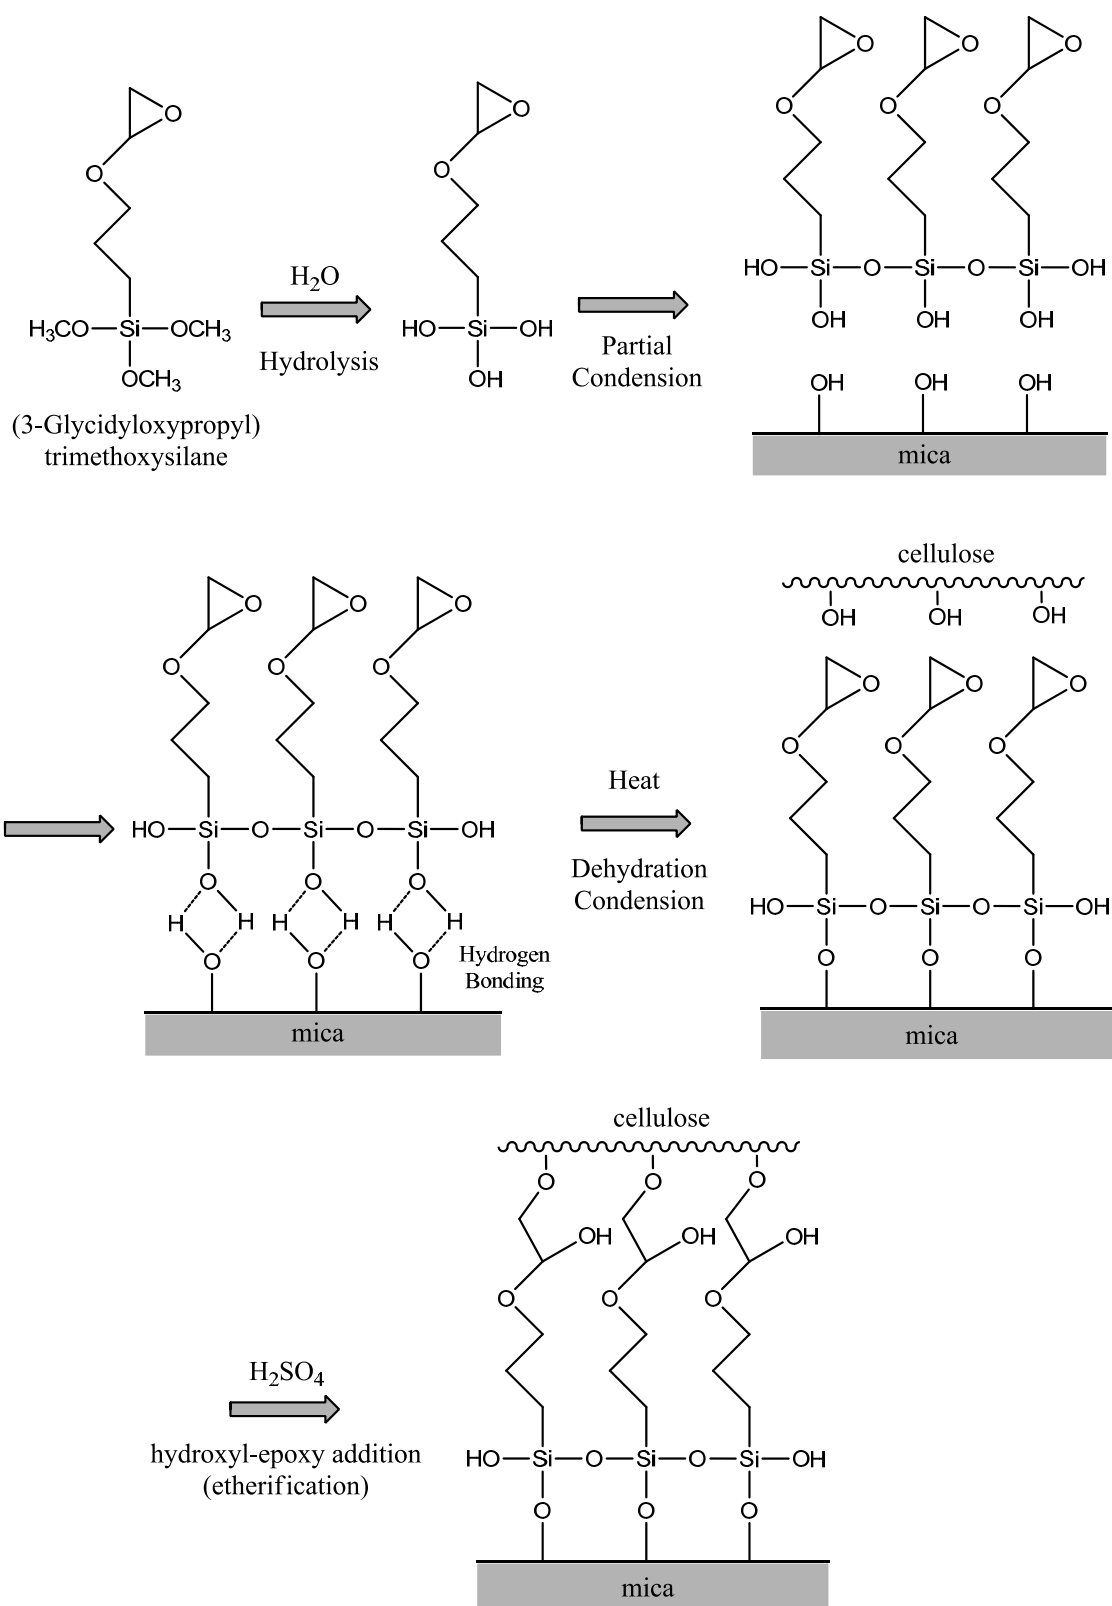 O
O
H₃CO
Si
OCH₃
OCH₃
(3-Glycidyloxypropyl)
trimethoxysilane
H₂O
Hydrolysis
O
O
HO
Si
OH
OH
Partial
Condension
O O O
O O O
HO Si O Si O Si OH
OH OH OH
OH OH OH
mica
O O O
O O O
HO Si O Si O Si OH
O O O
H H H H H H
O O O
Hydrogen
Bonding
mica
Heat
Dehydration
Condension
cellulose
OH OH OH
O O O
O O O
HO Si O Si O Si OH
O O O
mica
H₂SO₄
hydroxyl-epoxy addition
(etherification)
cellulose
O O O
OH OH OH
O O O
HO Si O Si O Si OH
O O O
mica